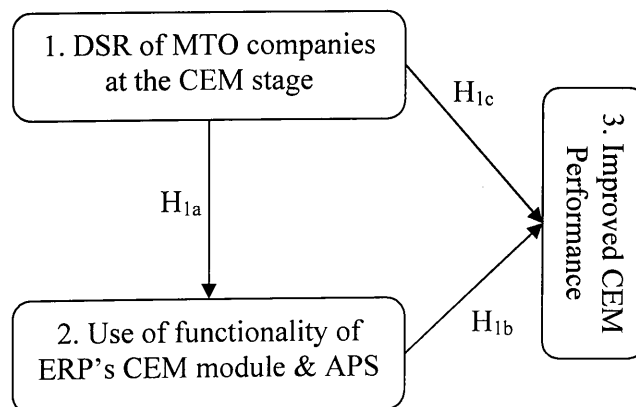 1. DSR of MTO companies
at the CEM stage
H1c
3. Improved CEM
Performance
H1a
2. Use of functionality of
ERP's CEM module & APS
H1b